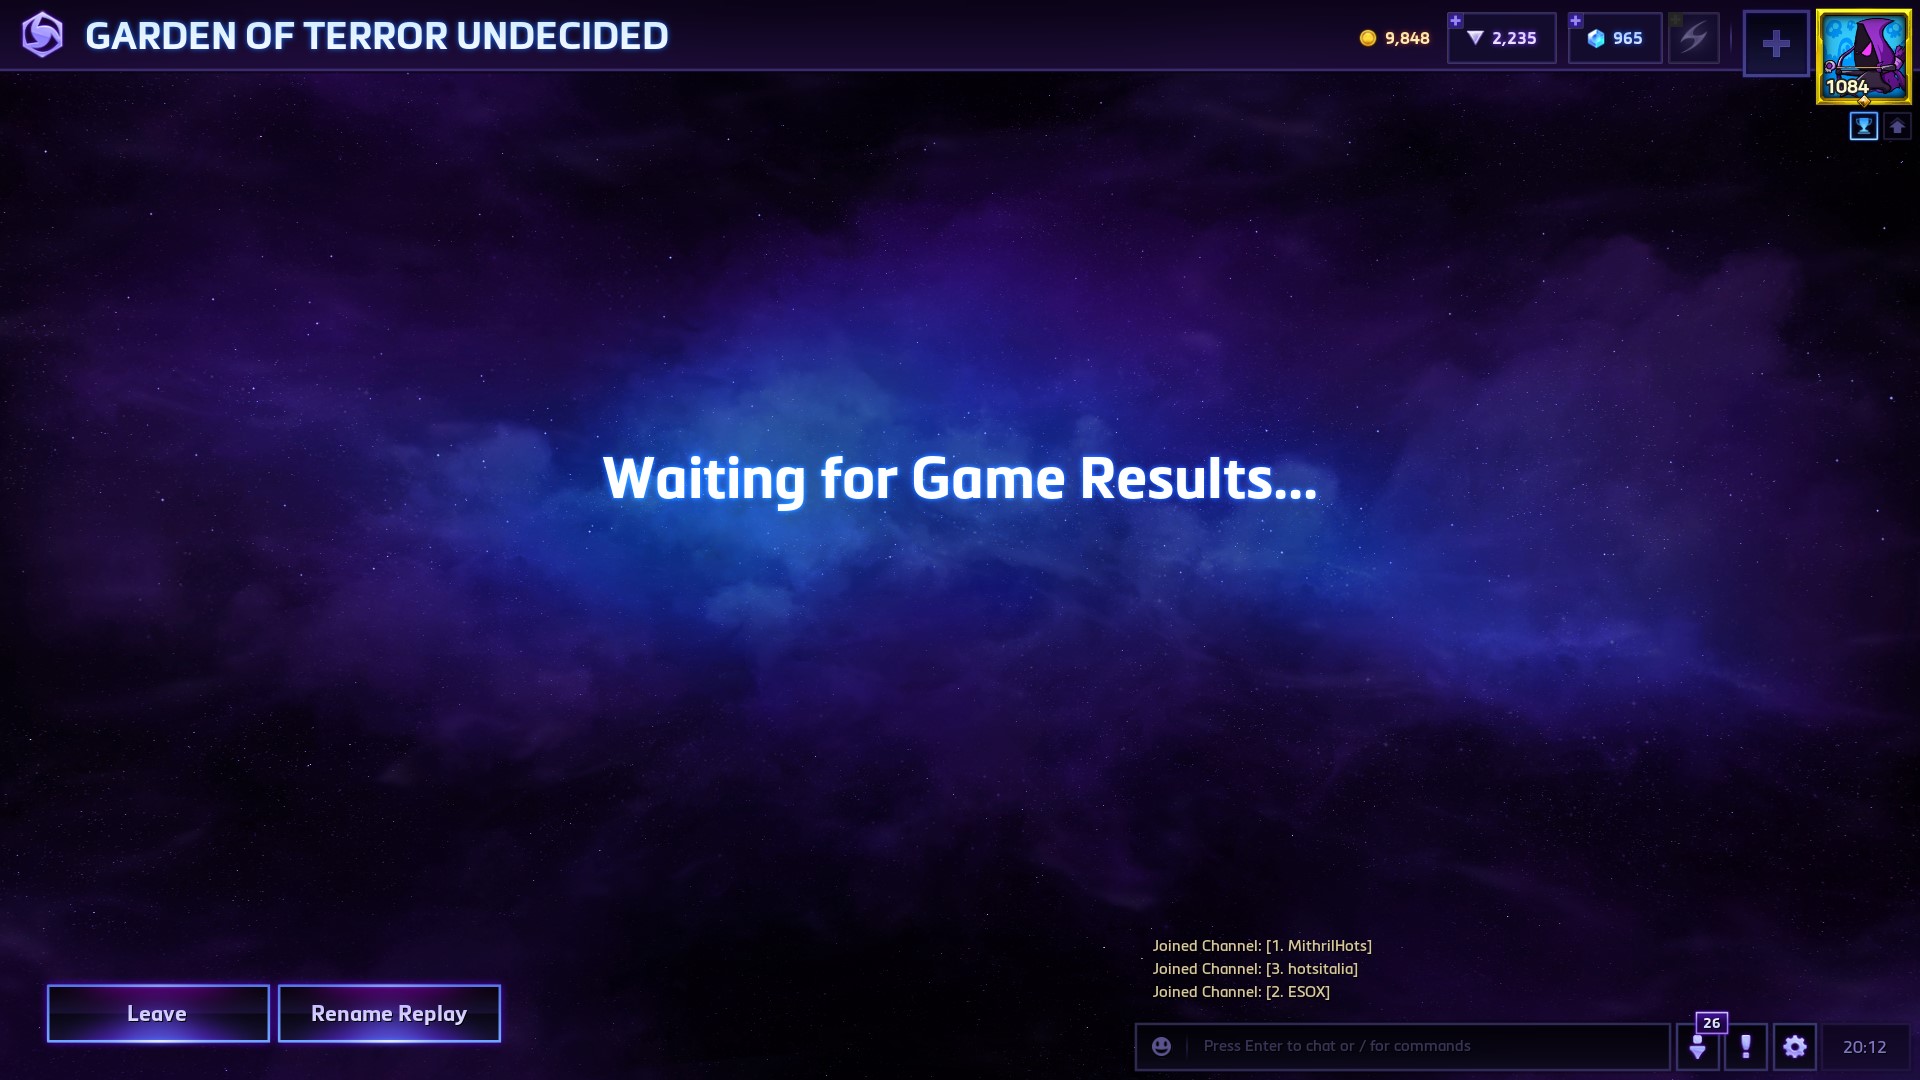 GARDEN OF TERROR UNDECIDED
9,848
2,235
965
1084
Waiting for Game Results...
Joined Channel: [1. MithrilHots]
Joined Channel: [3. hotsitalia]
Joined Channel: [2. ESOX]
Leave
Rename Replay
26
Press Enter to chat or / for commands
20:12